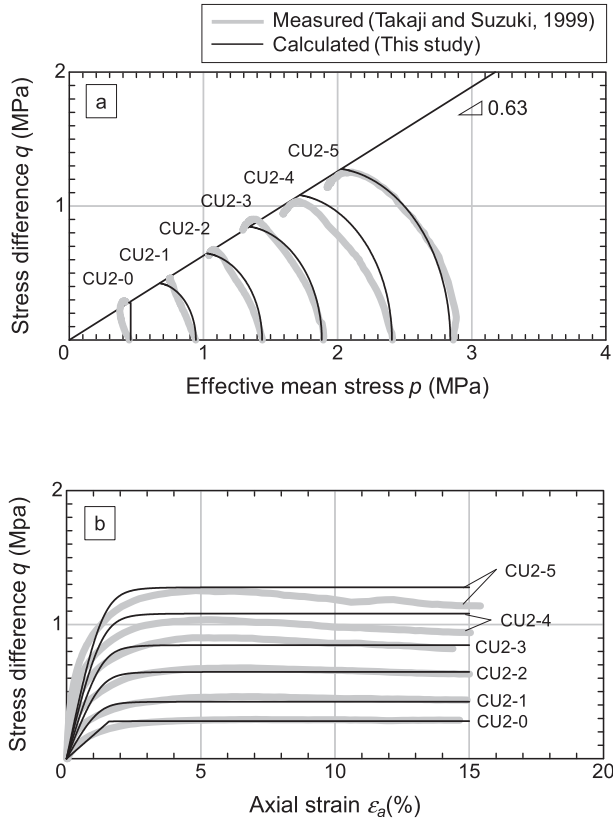 Measured (Takaji and Suzuki, 1999)
Calculated (This study)
2
a
0.63
CU2-5
CU2-4
1
CU2-3
CU2-2
CU2-1
CU2-0
0 1 2 3 4
Stress difference q (MPa)
Effective mean stress p (MPa)
2
b
CU2-5
1
CU2-4
CU2-3
CU2-2
CU2-1
CU2-0
0 5 10 15 20
Stress difference q (Mpa)
Axial strain εa(%)